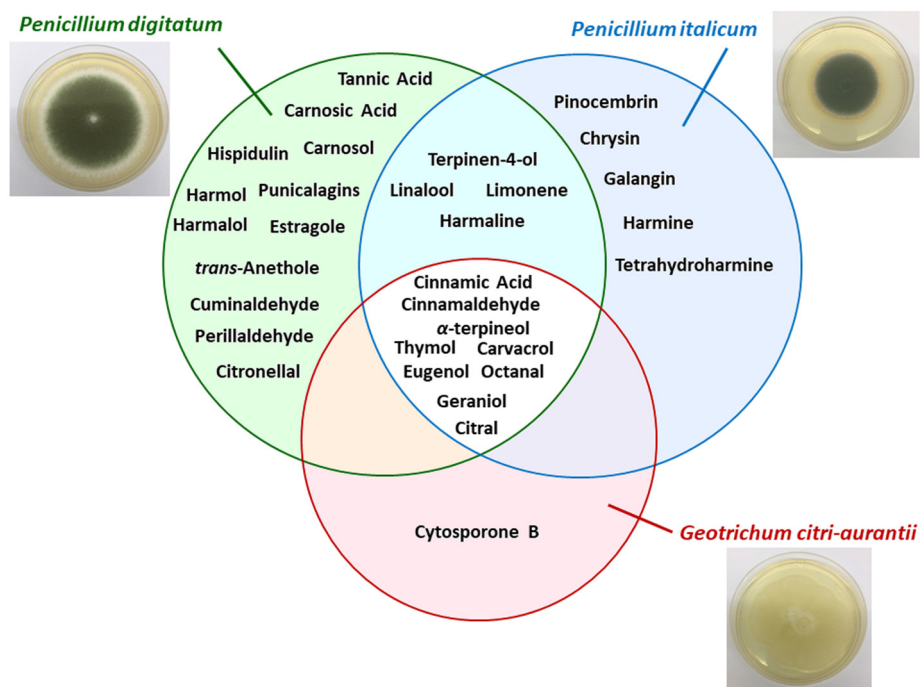 Penicillium digitatum
Penicillium italicum
Tannic Acid
Carnosic Acid
Hispidulin
Carnosol
Harmol
Punicalagins
Harmalol
Estragole
trans-Anethole
Cuminaldehyde
Perillaldehyde
Citronellal
Terpinen-4-ol
Linalool
Limonene
Harmaline
Pinocembrin
Chrysin
Galangin
Harmine
Tetrahydroharmine
Cinnamic Acid
Cinnamaldehyde
α-terpineol
Thymol
Carvacrol
Eugenol
Octanal
Geraniol
Citral
Cytosporone B
Geotrichum citri-aurantii